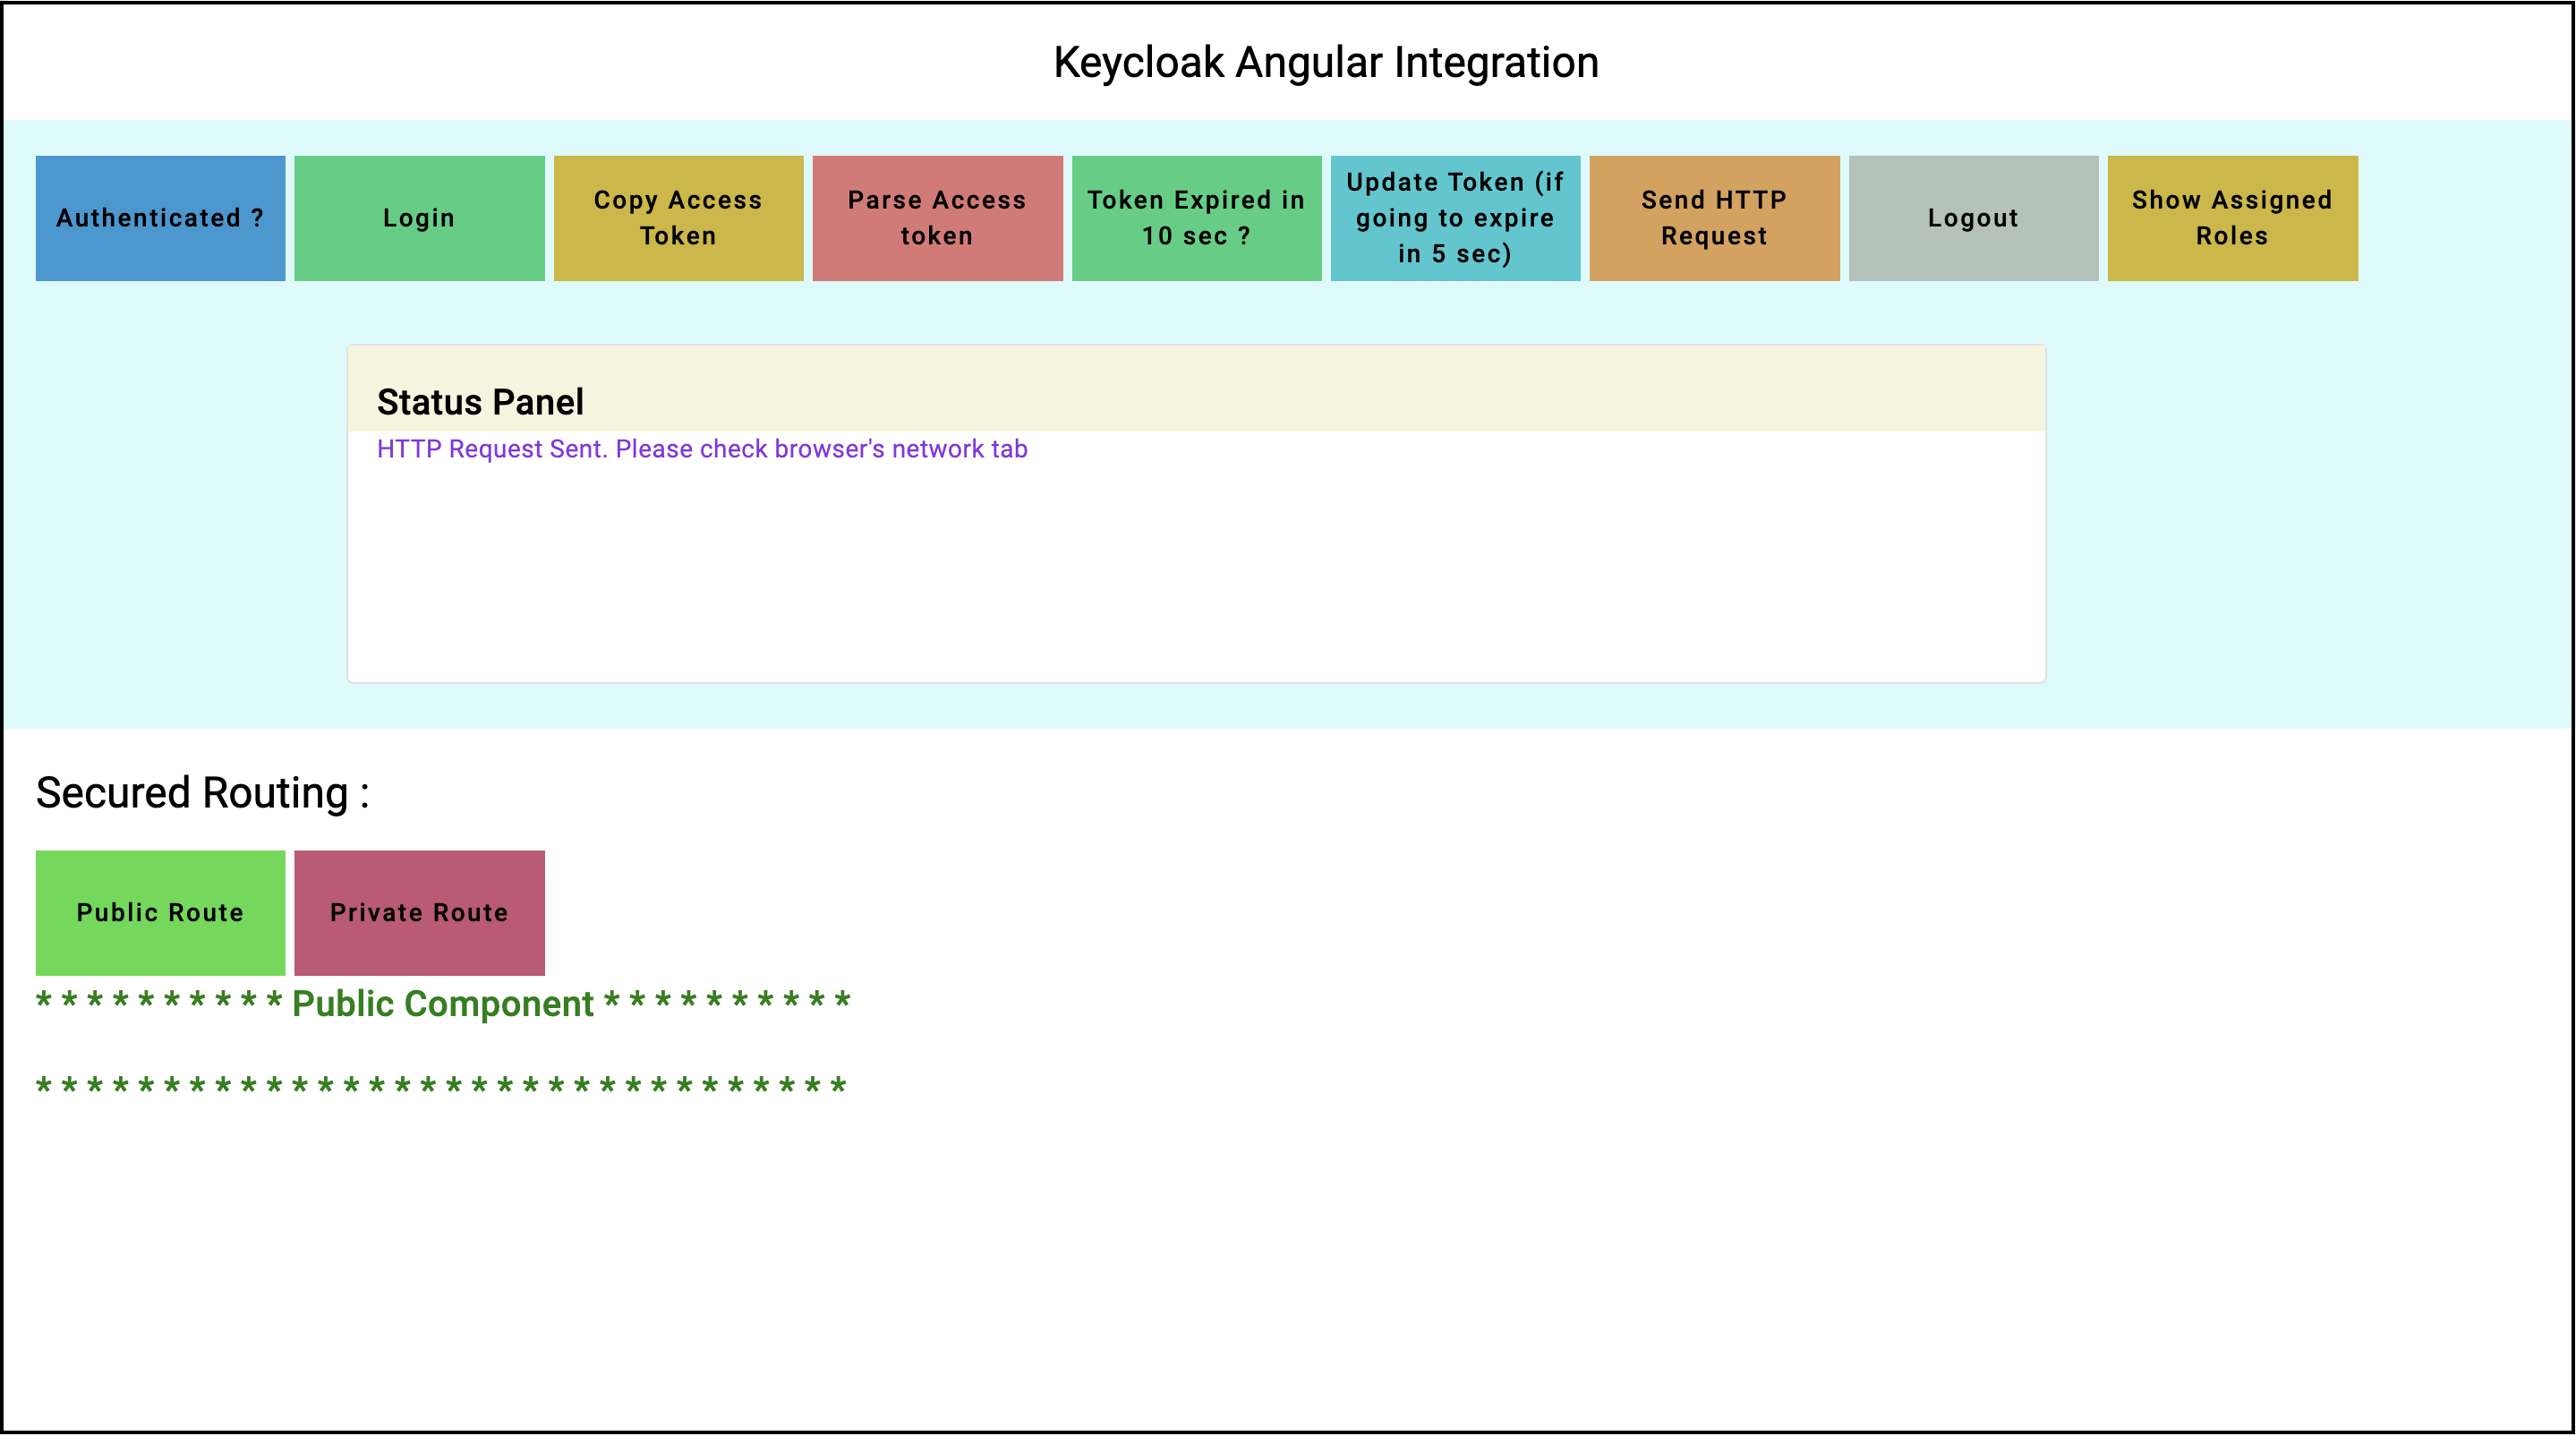 Keycloak Angular Integration
Authenticated ?
Login
Copy Access
Token
Parse Access
token
Token Expired in
10 sec ?
Update Token (if
going to expire
in 5 sec)
Send HTTP
Request
Logout
Show Assigned
Roles
Status Panel
HTTP Request Sent. Please check browser's network tab
Secured Routing :
Public Route
Private Route
* * * * * * * * * * Public Component * * * * * * * * * *
* * * * * * * * * * * * * * * * * * * * * * * * * * * * * * * *